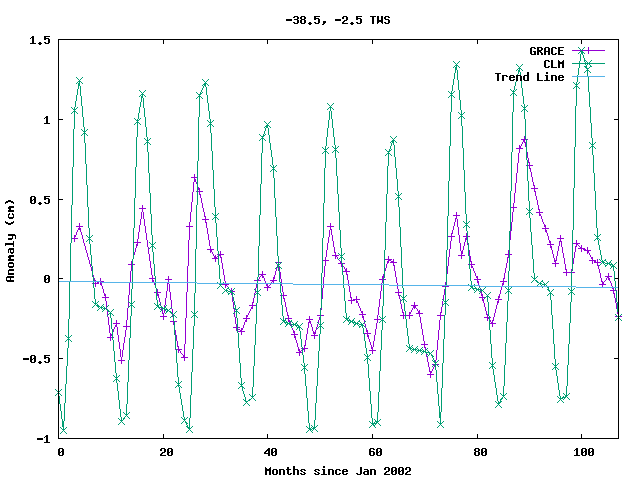 -38.5, -2.5 TWS
GRACE
CLM
Trend Line
1.5
1
0.5
0
-0.5
-1
Anomaly (cm)
0 20 40 60 80 100
Months since Jan 2002